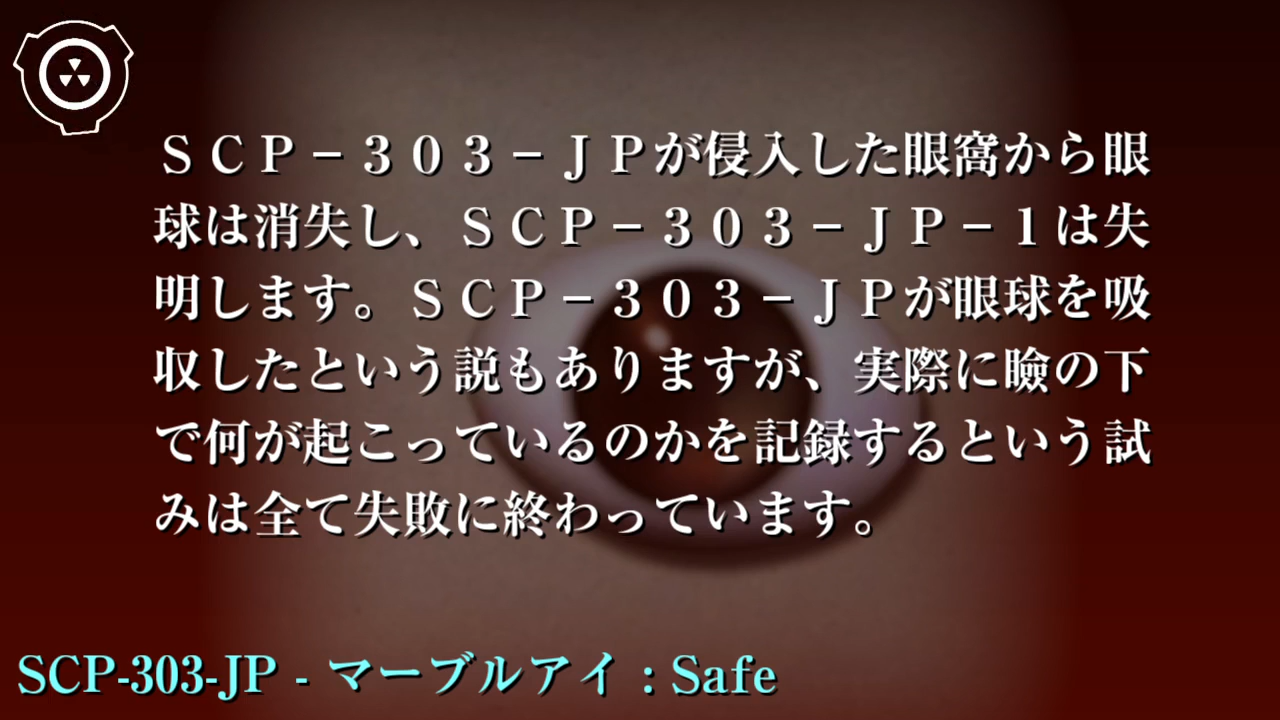 ＳＣＰ－３０３－ＪＰが侵入した眼窩から眼
球は消失し、ＳＣＰ－３０３－ＪＰ－１は失
明します。ＳＣＰ－３０３－ＪＰが眼球を吸
収したという説もありますが、実際に瞼の下
で何が起こっているのかを記録するという試
みは全て失敗に終わっています。
SCP-303-JP - マーブルアイ : Safe